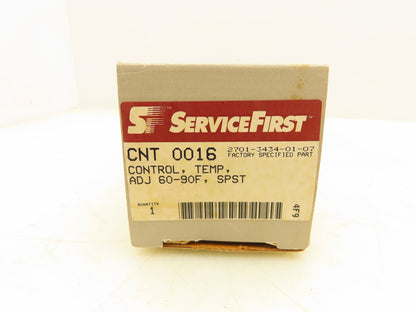 SF SERVICEFIRST
CNT 0016 2701-3434-01-07
FACTORY SPECIFIED PART
CONTROL, TEMP,
ADJ 60-90F, SPST
QUANTITY
1
4F9